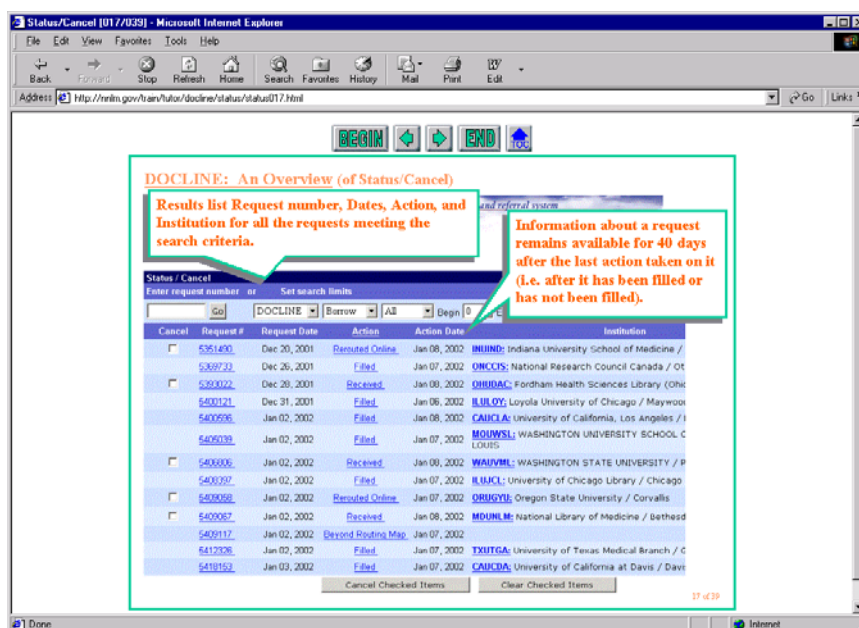 Status/Cancel [017/039] - Microsoft Internet Explorer
File Edit View Favorites Tools Help
Back Forward Stop Refresh Home Search Favorites History Mail Print Edit
Address http://nnlm.gov/train/tutor/docline/status/status017.html Go Links
BEGIN END TOC
DOCLINE: An Overview (of Status/Cancel)
and referral system
Results list Request number, Dates, Action, and
Institution for all the requests meeting the
search criteria.
Information about a request
remains available for 40 days
after the last action taken on it
(i.e. after it has been filled or
has not been filled).
Status / Cancel
Enter request number or Set search limits
Go DOCLINE Borrow All Begin 0
Cancel Request # Request Date Action Action Date Institution
5351490 Dec 20, 2001 Rerouted Online Jan 08, 2002 INUIND: Indiana University School of Medicine /
5369733 Dec 26, 2001 Filled Jan 07, 2002 ONCCIS: National Research Council Canada / Ot
5393022 Dec 28, 2001 Received Jan 08, 2002 OHUDAC: Fordham Health Sciences Library (Ohio
5400121 Dec 31, 2001 Filled Jan 06, 2002 ILULOY: Loyola University of Chicago / Maywood
5400596 Jan 02, 2002 Filled Jan 08, 2002 CAUCLA: University of California, Los Angeles /
5405039 Jan 02, 2002 Filled Jan 07, 2002 MOUWSL: WASHINGTON UNIVERSITY SCHOOL
LOUIS
5406806 Jan 02, 2002 Received Jan 08, 2002 WAUVML: WASHINGTON STATE UNIVERSITY / P
5408397 Jan 02, 2002 Filled Jan 07, 2002 ILUJCL: University of Chicago Library / Chicago
5409058 Jan 02, 2002 Rerouted Online Jan 07, 2002 ORUGYU: Oregon State University / Corvallis
5409067 Jan 02, 2002 Received Jan 08, 2002 MDUNLM: National Library of Medicine / Bethesd
5409117 Jan 02, 2002 Beyond Routing Map Jan 07, 2002
5412326 Jan 02, 2002 Filled Jan 07, 2002 TXUTGA: University of Texas Medical Branch / G
5418153 Jan 03, 2002 Filled Jan 07, 2002 CAUCDA: University of California at Davis / Davi
Cancel Checked Items Clear Checked Items
17 of 39
Done Internet